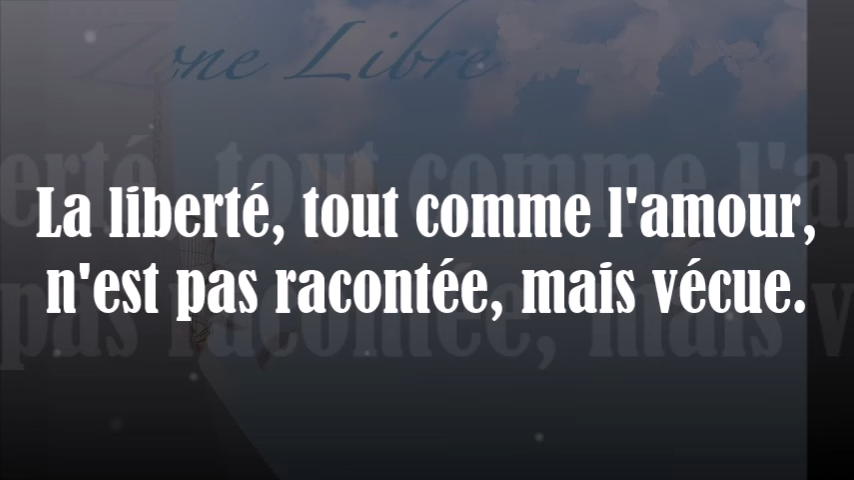 Zone Libre
La liberté, tout comme l'amour,
n'est pas racontée, mais vécue.